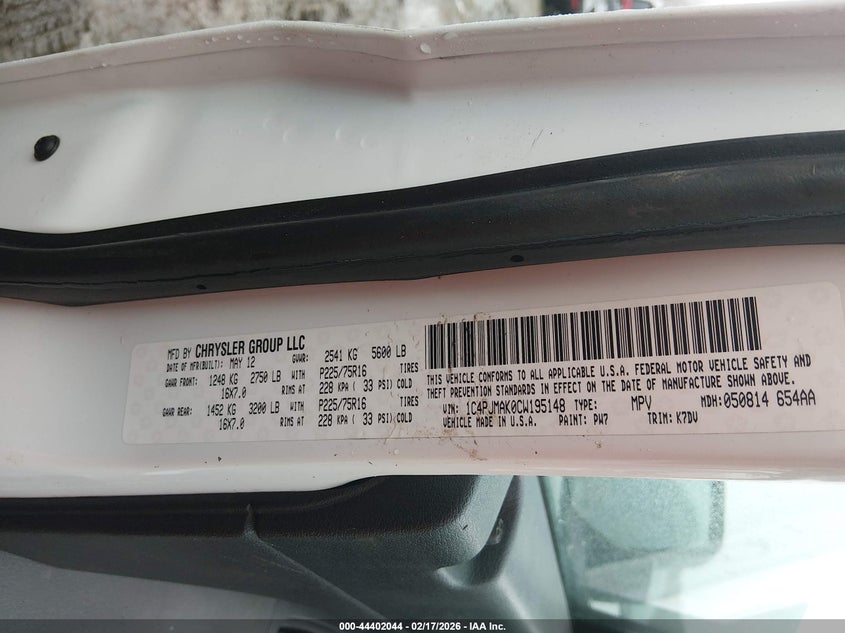 MFD BY CHRYSLER GROUP LLC
DATE OF MFR(BUILT): MAY 12 GVWR: 2541 KG 5600 LB
GAWR FRONT: 1248 KG 2750 LB WITH P225/75R16 TIRES
16X7.0 RIMS AT 228 KPA ( 33 PSI) COLD
GAWR REAR: 1452 KG 3200 LB WITH P225/75R16 TIRES
16X7.0 RIMS AT 228 KPA ( 33 PSI) COLD
THIS VEHICLE CONFORMS TO ALL APPLICABLE U.S.A. FEDERAL MOTOR VEHICLE SAFETY AND
THEFT PREVENTION STANDARDS IN EFFECT ON THE DATE OF MANUFACTURE SHOWN ABOVE.
VIN: 1C4PJMAK0CW195148 TYPE: MPV MDH: 050814 654AA
VEHICLE MADE IN U.S.A. PAINT: PW7 TRIM: K7DV
000-44402044 - 02/17/2026 - IAA Inc.